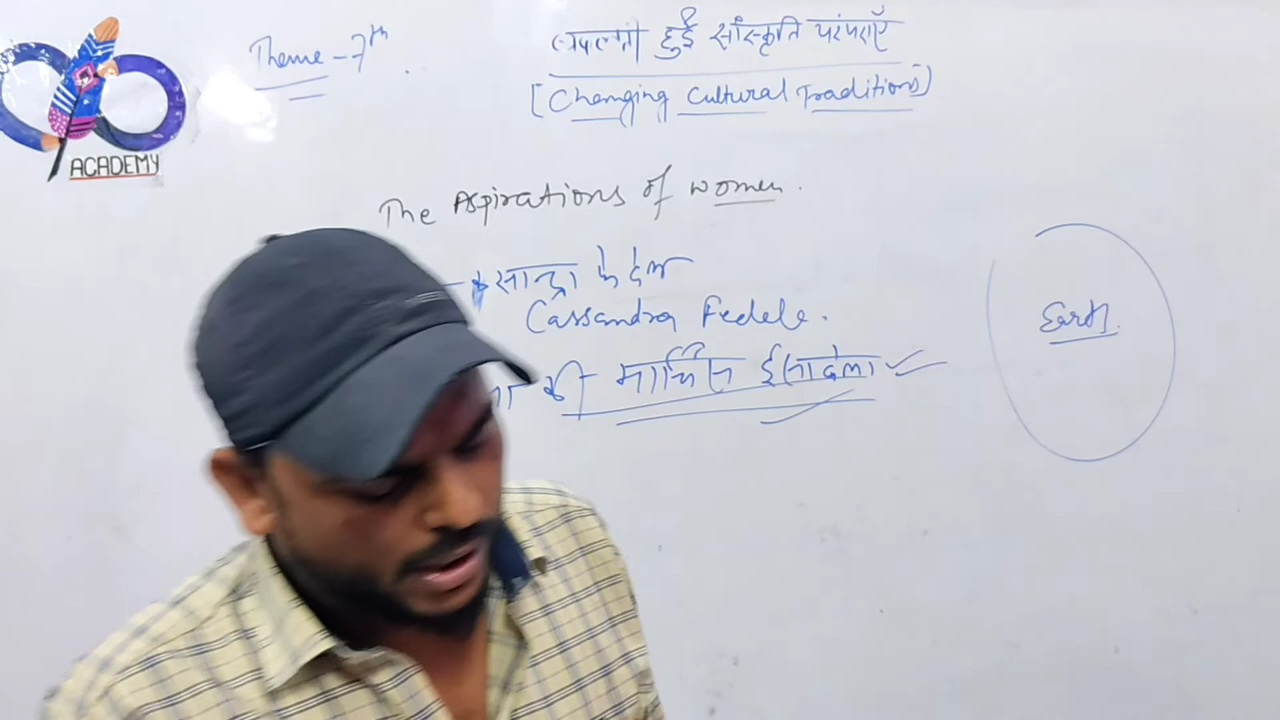 Theme - 7th
बदलती हुई सांस्कृति परंपराएँ
[Changing Cultural Traditions]
ACADEMY
The Aspirations of women.
Cassandra Fedele.
की मार्चिस ईसाबेला
Earth.